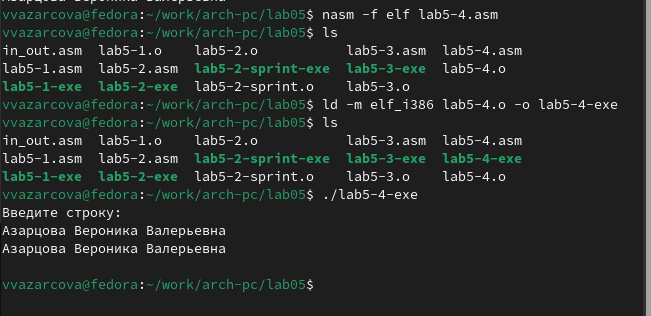 Азарцова Вероника Валерьевна
vvazarcova@fedora:~/work/arch-pc/lab05$ nasm -f elf lab5-4.asm
vvazarcova@fedora:~/work/arch-pc/lab05$ ls
in_out.asm lab5-1.o lab5-2.o lab5-3.asm lab5-4.asm
lab5-1.asm lab5-2.asm lab5-2-sprint-exe lab5-3-exe lab5-4.o
lab5-1-exe lab5-2-exe lab5-2-sprint.o lab5-3.o
vvazarcova@fedora:~/work/arch-pc/lab05$ ld -m elf_i386 lab5-4.o -o lab5-4-exe
vvazarcova@fedora:~/work/arch-pc/lab05$ ls
in_out.asm lab5-1.o lab5-2.o lab5-3.asm lab5-4.asm
lab5-1.asm lab5-2.asm lab5-2-sprint-exe lab5-3-exe lab5-4-exe
lab5-1-exe lab5-2-exe lab5-2-sprint.o lab5-3.o lab5-4.o
vvazarcova@fedora:~/work/arch-pc/lab05$ ./lab5-4-exe
Введите строку:
Азарцова Вероника Валерьевна
Азарцова Вероника Валерьевна
vvazarcova@fedora:~/work/arch-pc/lab05$